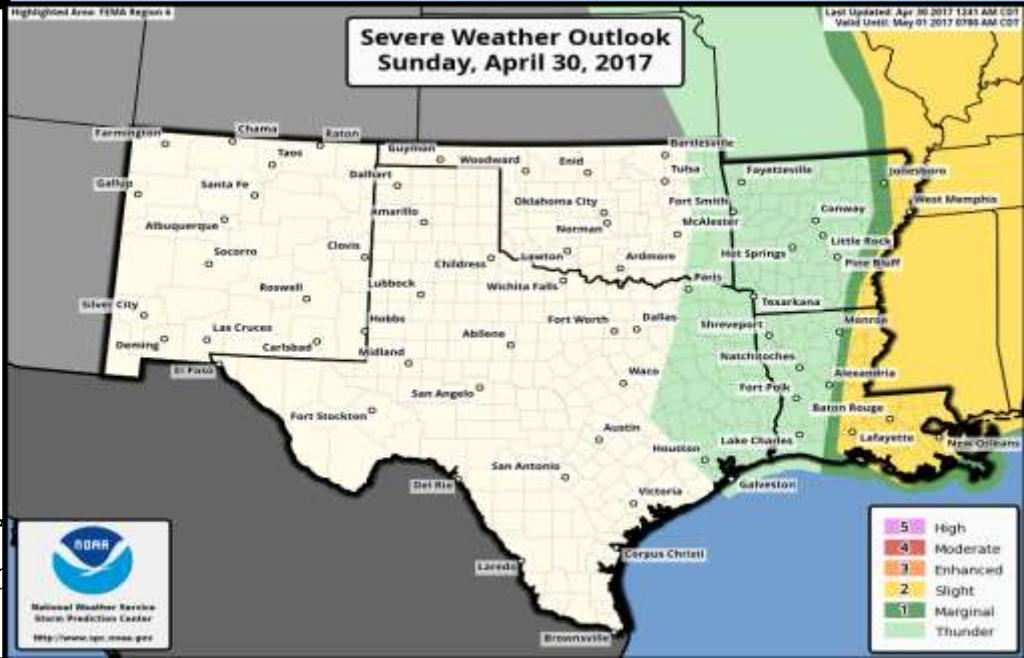 Highlighted Area: FEMA Region 6
Last Updated: Apr 30 2017 1241 AM CDT
Valid Until: May 01 2017 0700 AM CDT
Severe Weather Outlook
Sunday, April 30, 2017
Farmington
Chama
Raton
Taos
Guymon
Woodward
Enid
Bartlesville
Tulsa
Fayetteville
Jonesboro
Gallup
Santa Fe
Dalhart
Oklahoma City
Fort Smith
Conway
West Memphis
Albuquerque
Amarillo
Norman
McAlester
Little Rock
Socorro
Clovis
Childress
Lawton
Ardmore
Hot Springs
Pine Bluff
Roswell
Lubbock
Wichita Falls
Paris
Texarkana
Silver City
Las Cruces
Hobbs
Abilene
Fort Worth
Dallas
Shreveport
Monroe
Deming
Carlsbad
Midland
Natchitoches
El Paso
San Angelo
Waco
Fort Polk
Alexandria
Fort Stockton
Baton Rouge
Austin
Houston
Lake Charles
Lafayette
New Orleans
San Antonio
Del Rio
Victoria
Galveston
Corpus Christi
Laredo
Brownsville
NOAA
National Weather Service
Storm Prediction Center
http://www.spc.noaa.gov
5 High
4 Moderate
3 Enhanced
2 Slight
1 Marginal
Thunder